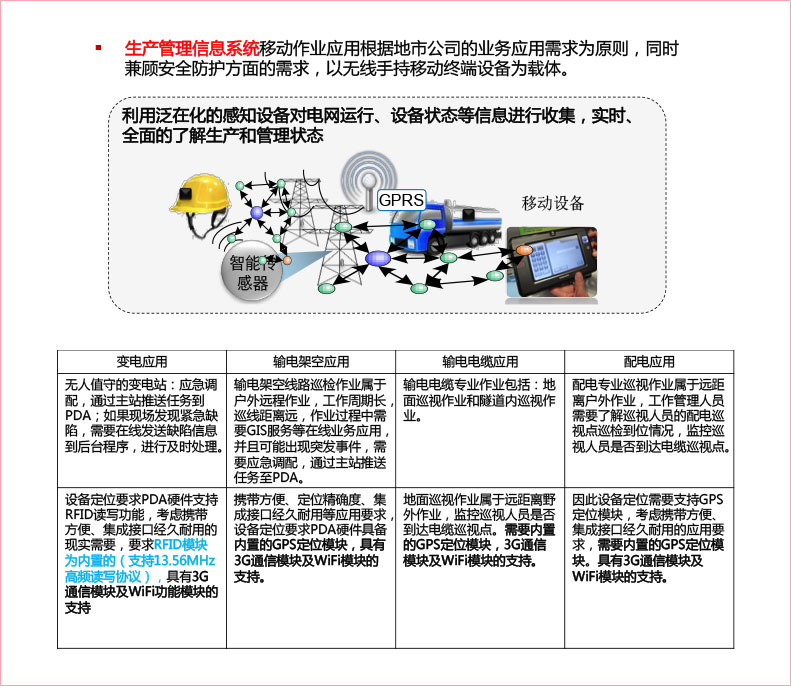 ▪ 生产管理信息系统移动作业应用根据地市公司的业务应用需求为原则，同时
兼顾安全防护方面的需求，以无线手持移动终端设备为载体。
利用泛在化的感知设备对电网运行、设备状态等信息进行收集，实时、
全面的了解生产和管理状态
GPRS
移动设备
智能传
感器
变电应用
无人值守的变电站：应急调
配，通过主站推送任务到
PDA；如果现场发现紧急缺
陷，需要在线发送缺陷信息
到后台程序，进行及时处理。
设备定位要求PDA硬件支持
RFID读写功能，考虑携带
方便、集成接口经久耐用的
现实需要，要求RFID模块
为内置的（支持13.56MHz
高频读写协议），具有3G
通信模块及WiFi功能模块的
支持
输电架空应用
输电架空线路巡检作业属于
户外远程作业，工作周期长，
巡线距离远，作业过程中需
要GIS服务等在线业务应用，
并且可能出现突发事件，需
要应急调配，通过主站推送
任务至PDA。
携带方便、定位精确度、集
成接口经久耐用等应用要求，
设备定位要求PDA硬件具备
内置的GPS定位模块，具有
3G通信模块及WiFi模块的
支持。
输电电缆应用
输电电缆专业作业包括：地
面巡视作业和隧道内巡视作
业。
地面巡视作业属于远距离野
外作业，监控巡视人员是否
到达电缆巡视点。需要内置
的GPS定位模块，3G通信
模块及WiFi模块的支持。
配电应用
配电专业巡视作业属于远距
离户外作业，工作管理人员
需要了解巡视人员的配电巡
视点巡检到位情况，监控巡
视人员是否到达电缆巡视点。
因此设备定位需要支持GPS
定位模块，考虑携带方便、
集成接口经久耐用的应用要
求，需要内置的GPS定位模
块。具有3G通信模块及
WiFi模块的支持。